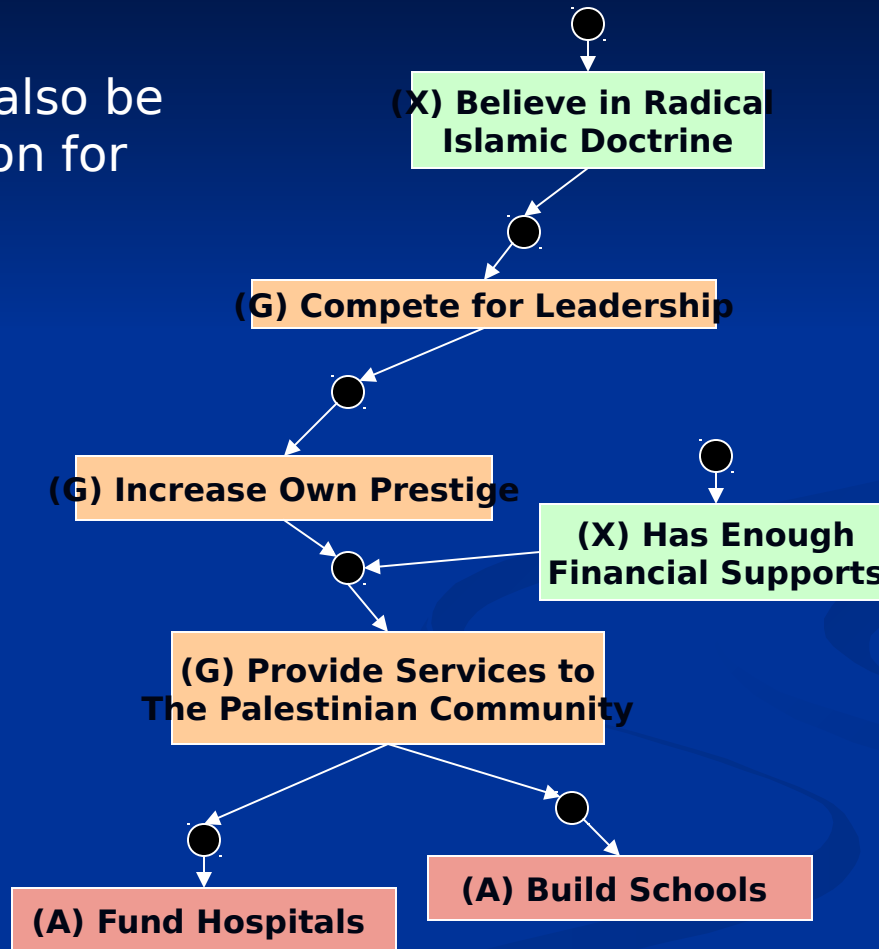 also be
on for
(X) Believe in Radical
Islamic Doctrine
(G) Compete for Leadership
(G) Increase Own Prestige
(X) Has Enough
Financial Supports
(G) Provide Services to
The Palestinian Community
(A) Build Schools
(A) Fund Hospitals